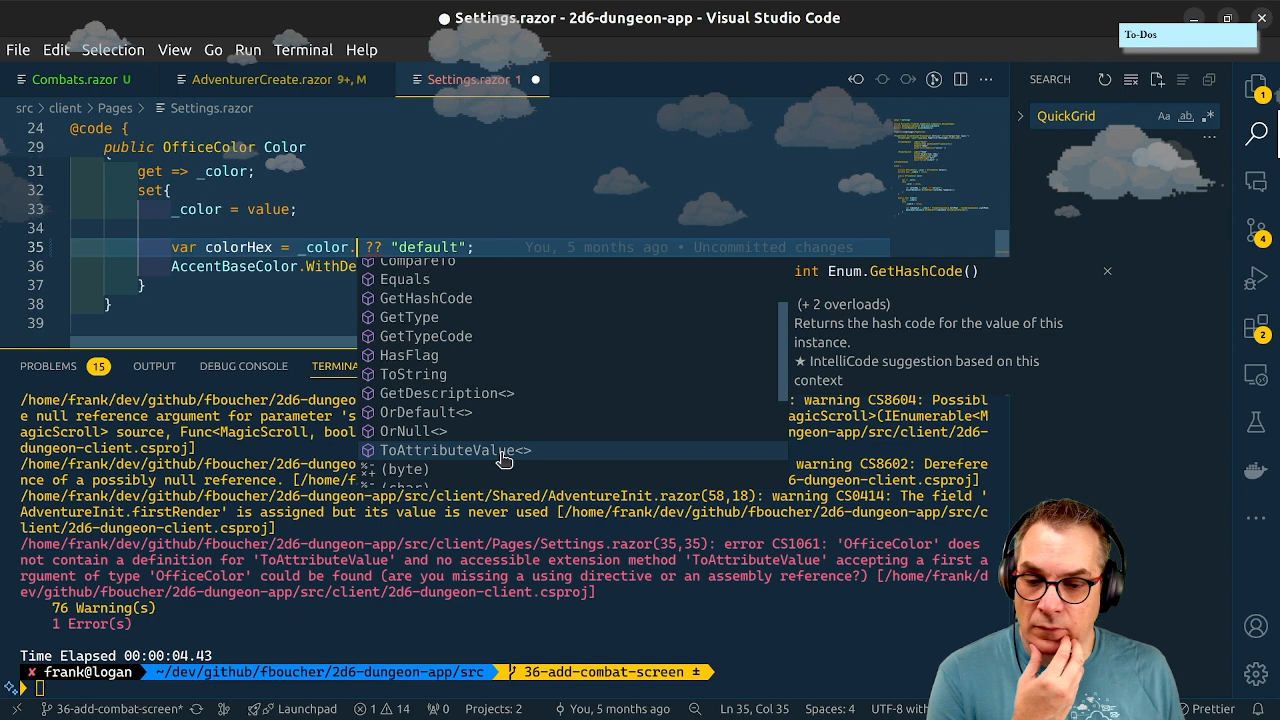 Settings.razor - 2d6-dungeon-app - Visual Studio Code
To-Dos
File Edit Selection View Go Run Terminal Help
Combats.razor U
AdventurerCreate.razor 9+, M
Settings.razor 1
SEARCH
src > client > Pages > Settings.razor
QuickGrid
24 @code {
29 public OfficeColor Color
31 get => _color;
32 set{
33 _color = value;
34
35 var colorHex = _color. ?? "default"; You, 5 months ago • Uncommitted changes
36 AccentBaseColor.WithDe
37 }
38 }
39
CompareTo
Equals
GetHashCode
GetType
GetTypeCode
HasFlag
ToString
GetDescription<>
OrDefault<>
OrNull<>
ToAttributeValue<>
(byte)
(char)
int Enum.GetHashCode()
(+ 2 overloads)
Returns the hash code for the value of this
instance.
★ IntelliCode suggestion based on this
context
PROBLEMS 15 OUTPUT DEBUG CONSOLE TERMINA
/home/frank/dev/github/fboucher/2d6-dunge warning CS8604: Possibl
e null reference argument for parameter 's agicScroll>(IEnumerable<M
agicScroll> source, Func<MagicScroll, bool -app/src/client/2d6-
dungeon-client.csproj]
/home/frank/dev/github/fboucher/2d6-dunge warning CS8602: Derefere
nce of a possibly null reference. [/home/f 6-dungeon-client.csproj]
/home/frank/dev/github/fboucher/2d6-dungeon-app/src/client/Shared/AdventureInit.razor(58,18): warning CS0414: The field '
AdventureInit.firstRender' is assigned but its value is never used [/home/frank/dev/github/fboucher/2d6-dungeon-app/src/c
lient/2d6-dungeon-client.csproj]
/home/frank/dev/github/fboucher/2d6-dungeon-app/src/client/Pages/Settings.razor(35,35): error CS1061: 'OfficeColor' does
not contain a definition for 'ToAttributeValue' and no accessible extension method 'ToAttributeValue' accepting a first a
rgument of type 'OfficeColor' could be found (are you missing a using directive or an assembly reference?) [/home/frank/d
ev/github/fboucher/2d6-dungeon-app/src/client/2d6-dungeon-client.csproj]
76 Warning(s)
1 Error(s)
Time Elapsed 00:00:04.43
✘ frank@logan ~/dev/github/fboucher/2d6-dungeon-app/src 36-add-combat-screen ±
36-add-combat-screen* Launchpad 1 14 0 Projects: 2 You, 5 months ago Ln 35, Col 35 Spaces: 4 UTF-8 with Prettier
1
4
2